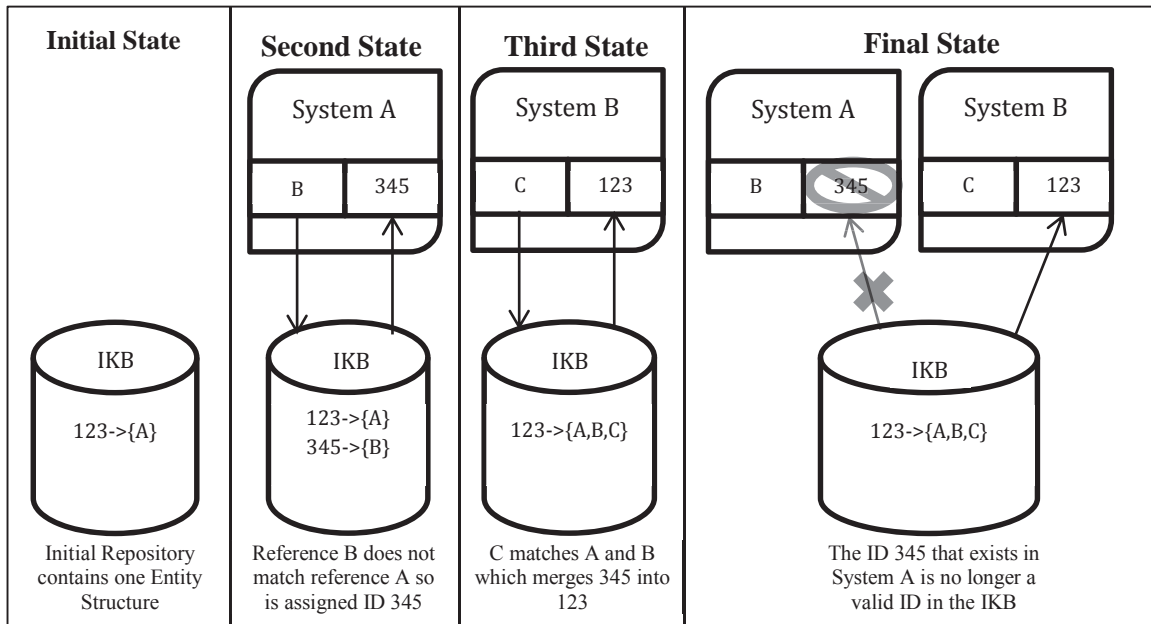 Initial State
IKB
123->{A}
Initial Repository
contains one Entity
Structure
Second State
System A
B
345
IKB
123->{A}
345->{B}
Reference B does not
match reference A so
is assigned ID 345
Third State
System B
C
123
IKB
123->{A,B,C}
C matches A and B
which merges 345 into
123
Final State
System A
B
345
System B
C
123
IKB
123->{A,B,C}
The ID 345 that exists in
System A is no longer a
valid ID in the IKB